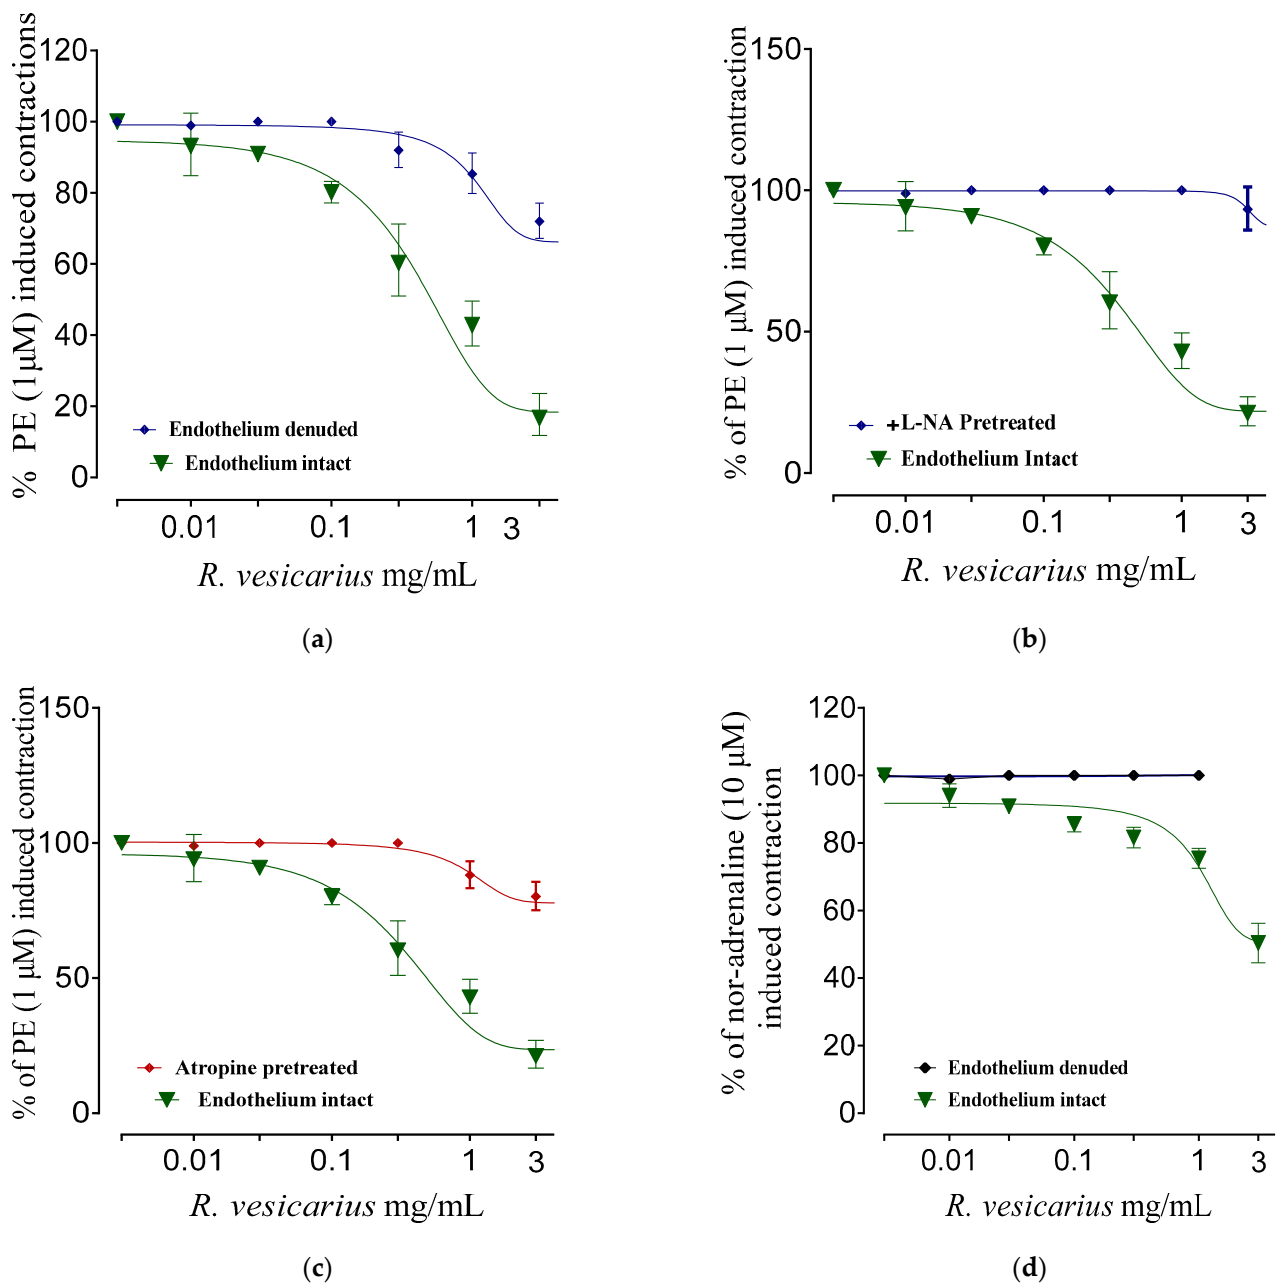 % PE (1µM) induced contractions
120
100
80
60
40
20
0
Endothelium denuded
Endothelium intact
0.01 0.1 1 3
R. vesicarius mg/mL
(a)
% of PE (1 µM) induced contraction
150
100
50
0
+L-NA Pretreated
Endothelium Intact
0.01 0.1 1 3
R. vesicarius mg/mL
(b)
% of PE (1 µM) induced contraction
150
100
50
0
Atropine pretreated
Endothelium intact
0.01 0.1 1 3
R. vesicarius mg/mL
(c)
% of nor-adrenaline (10 µM)
induced contraction
120
100
80
60
40
20
0
Endothelium denuded
Endothelium intact
0.01 0.1 1 3
R. vesicarius mg/mL
(d)